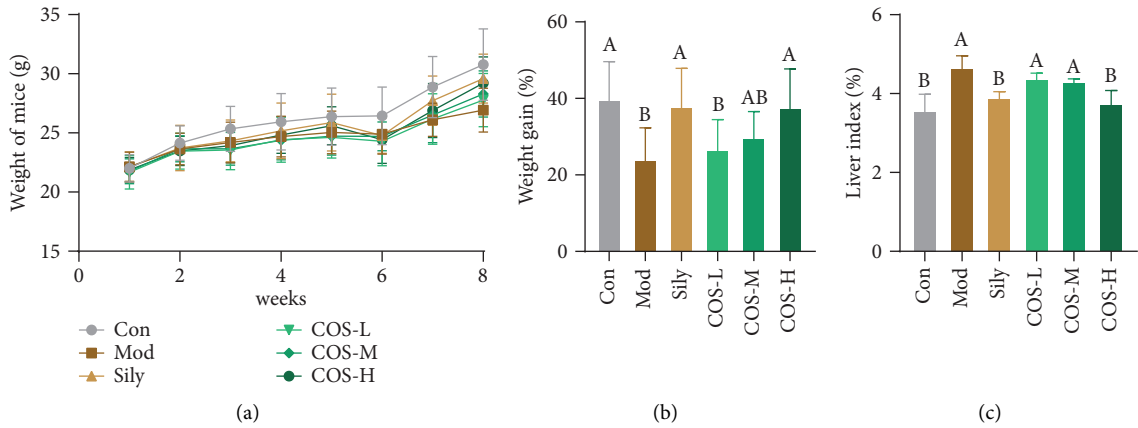 Weight of mice (g)
35
30
25
20
15
0
2
4
6
8
weeks
Con
Mod
Sily
COS-L
COS-M
COS-H
(a)
Weight gain (%)
60
40
20
0
A
B
A
B
AB
A
Con
Mod
Sily
COS-L
COS-M
COS-H
(b)
Liver index (%)
6
4
2
0
B
A
B
A
A
B
Con
Mod
Sily
COS-L
COS-M
COS-H
(c)